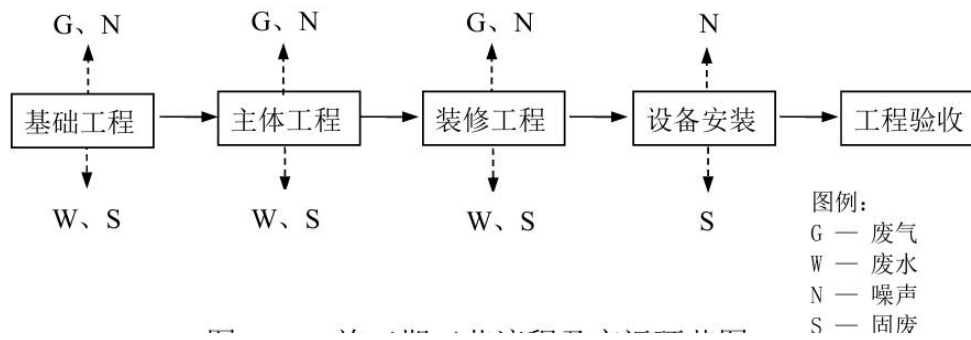 G、N G、N G、N N
基础工程 主体工程 装修工程 设备安装 工程验收
W、S W、S W、S S
图例：
G — 废气
W — 废水
N — 噪声
S — 固废